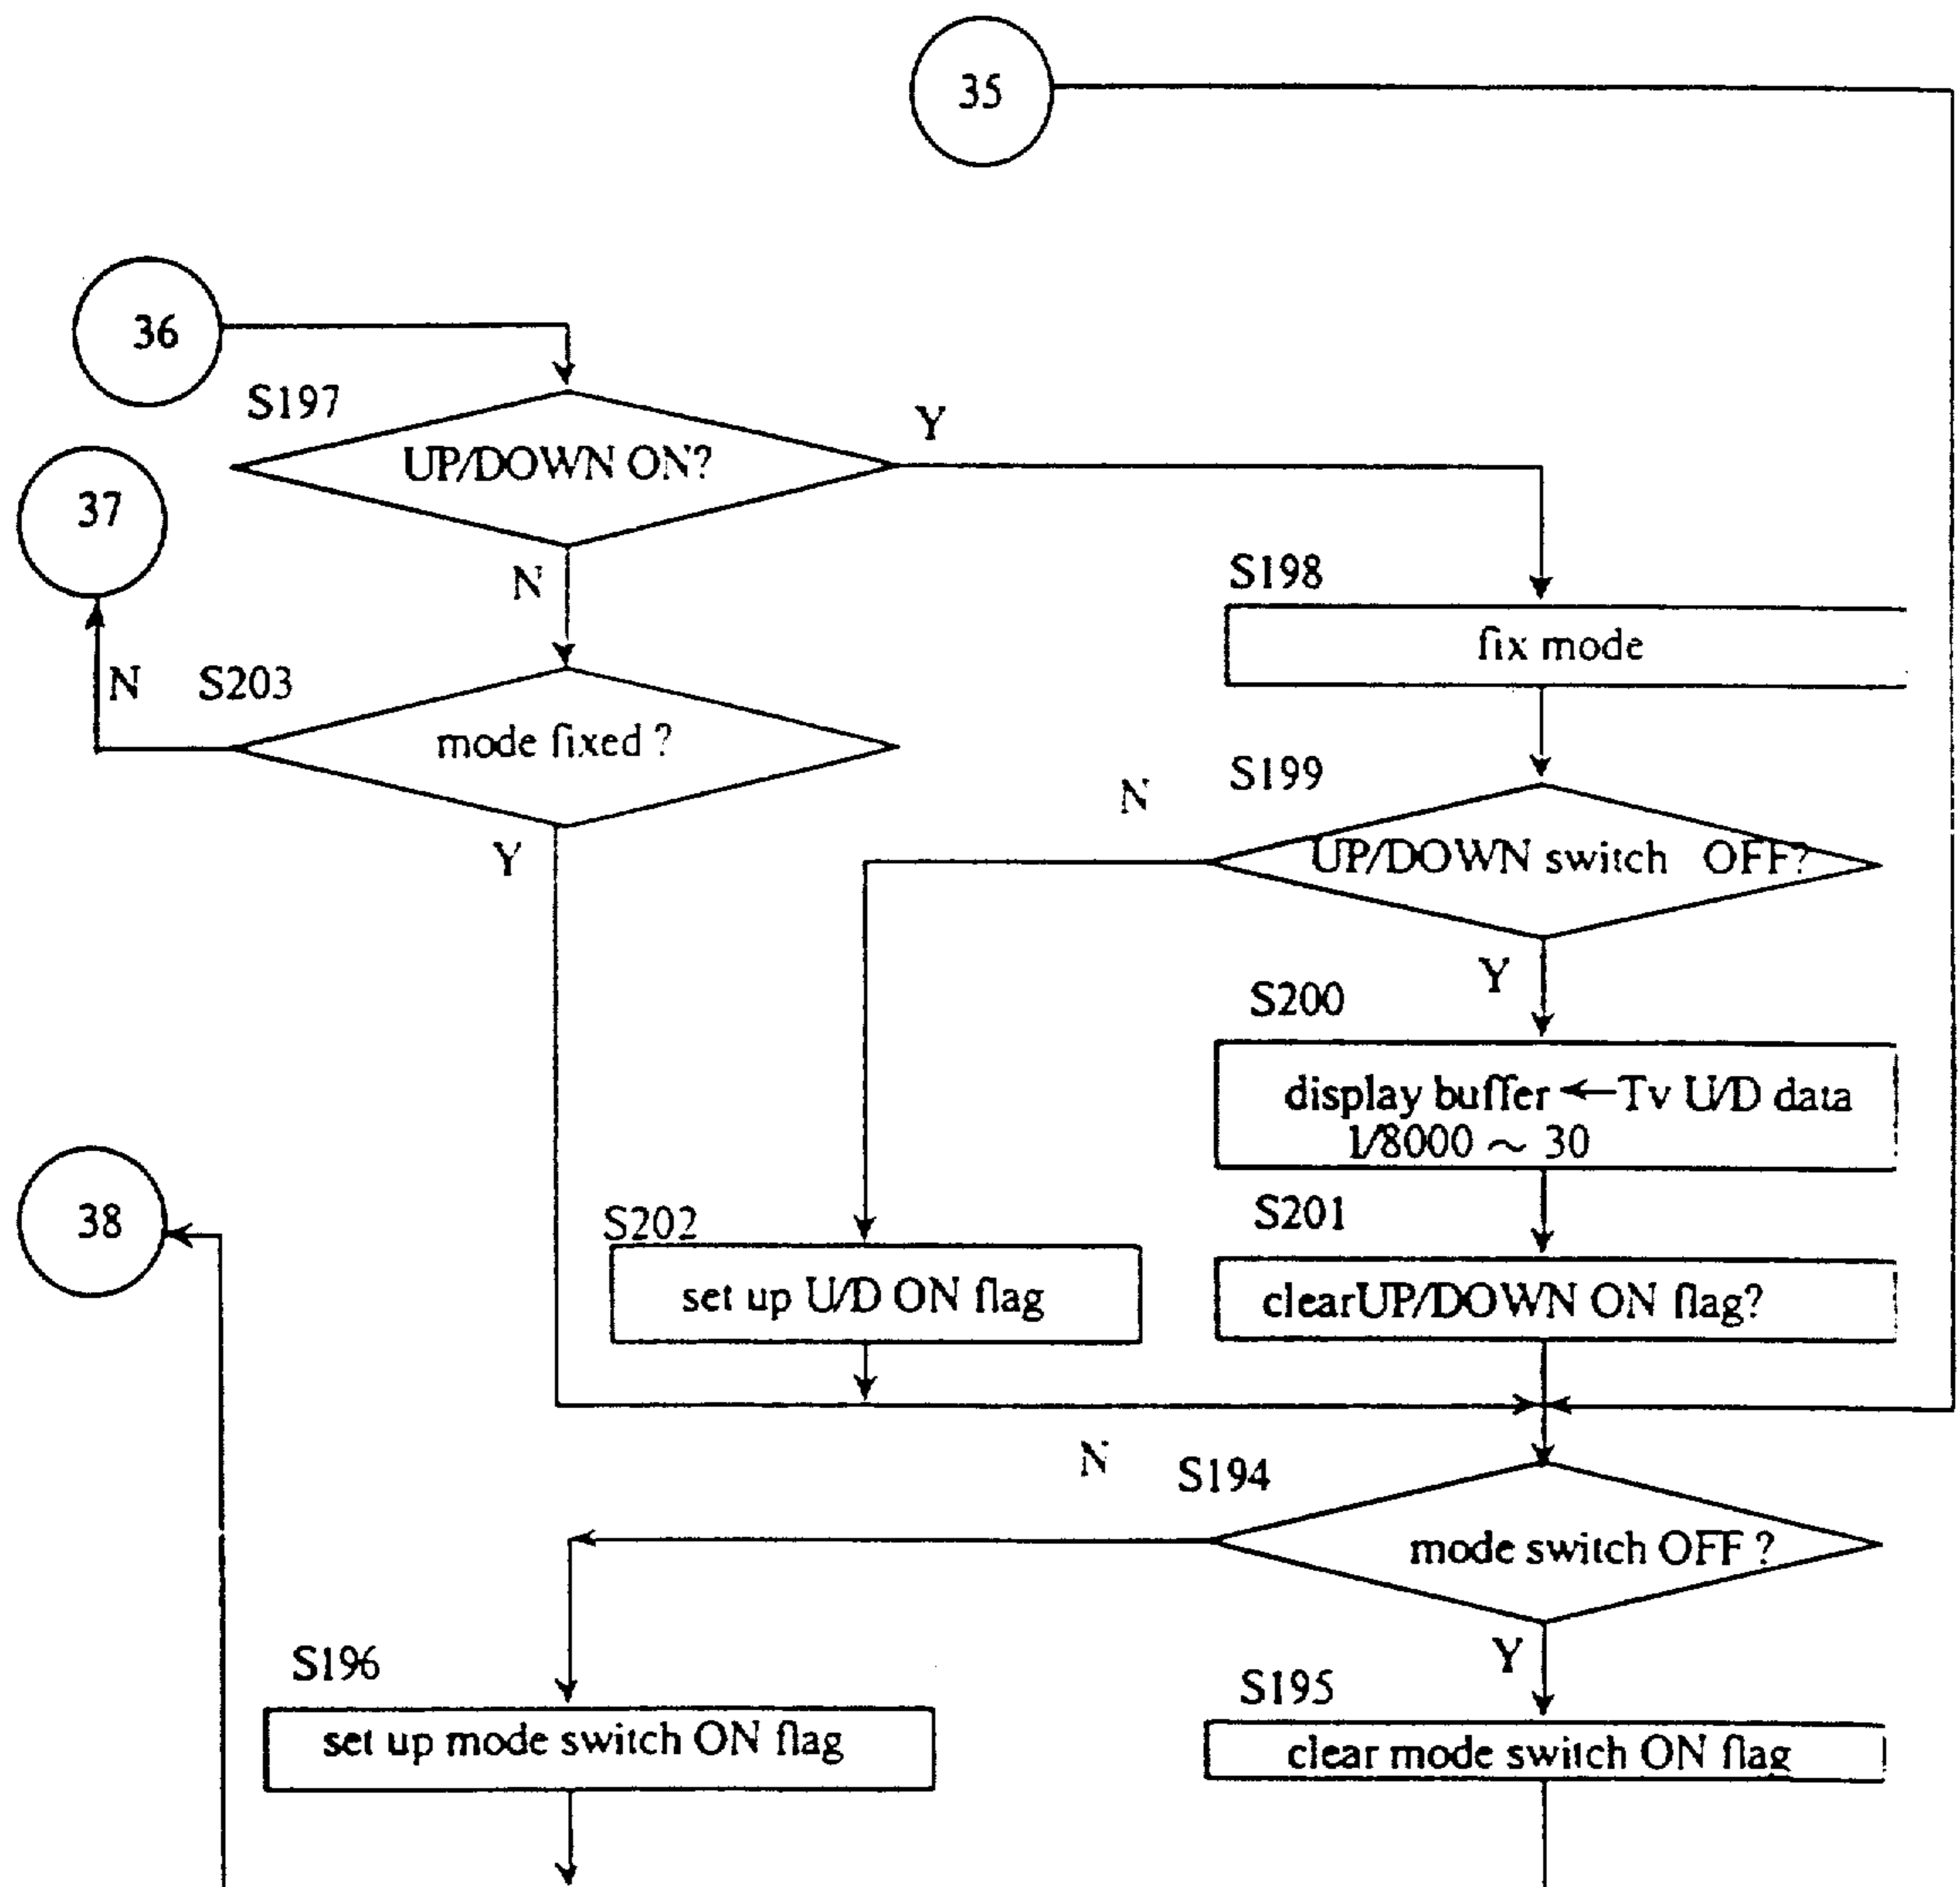 35
36
S197
UP/DOWN ON?
Y
37
N
S198
fix mode
N
S203
mode fixed ?
S199
N
Y
UP/DOWN switch OFF?
Y
S200
display buffer ←Tv U/D data
1/8000 ~ 30
38
S202
S201
set up U/D ON flag
clearUP/DOWN ON flag?
N
S194
mode switch OFF ?
S196
Y
S195
set up mode switch ON flag
clear mode switch ON flag